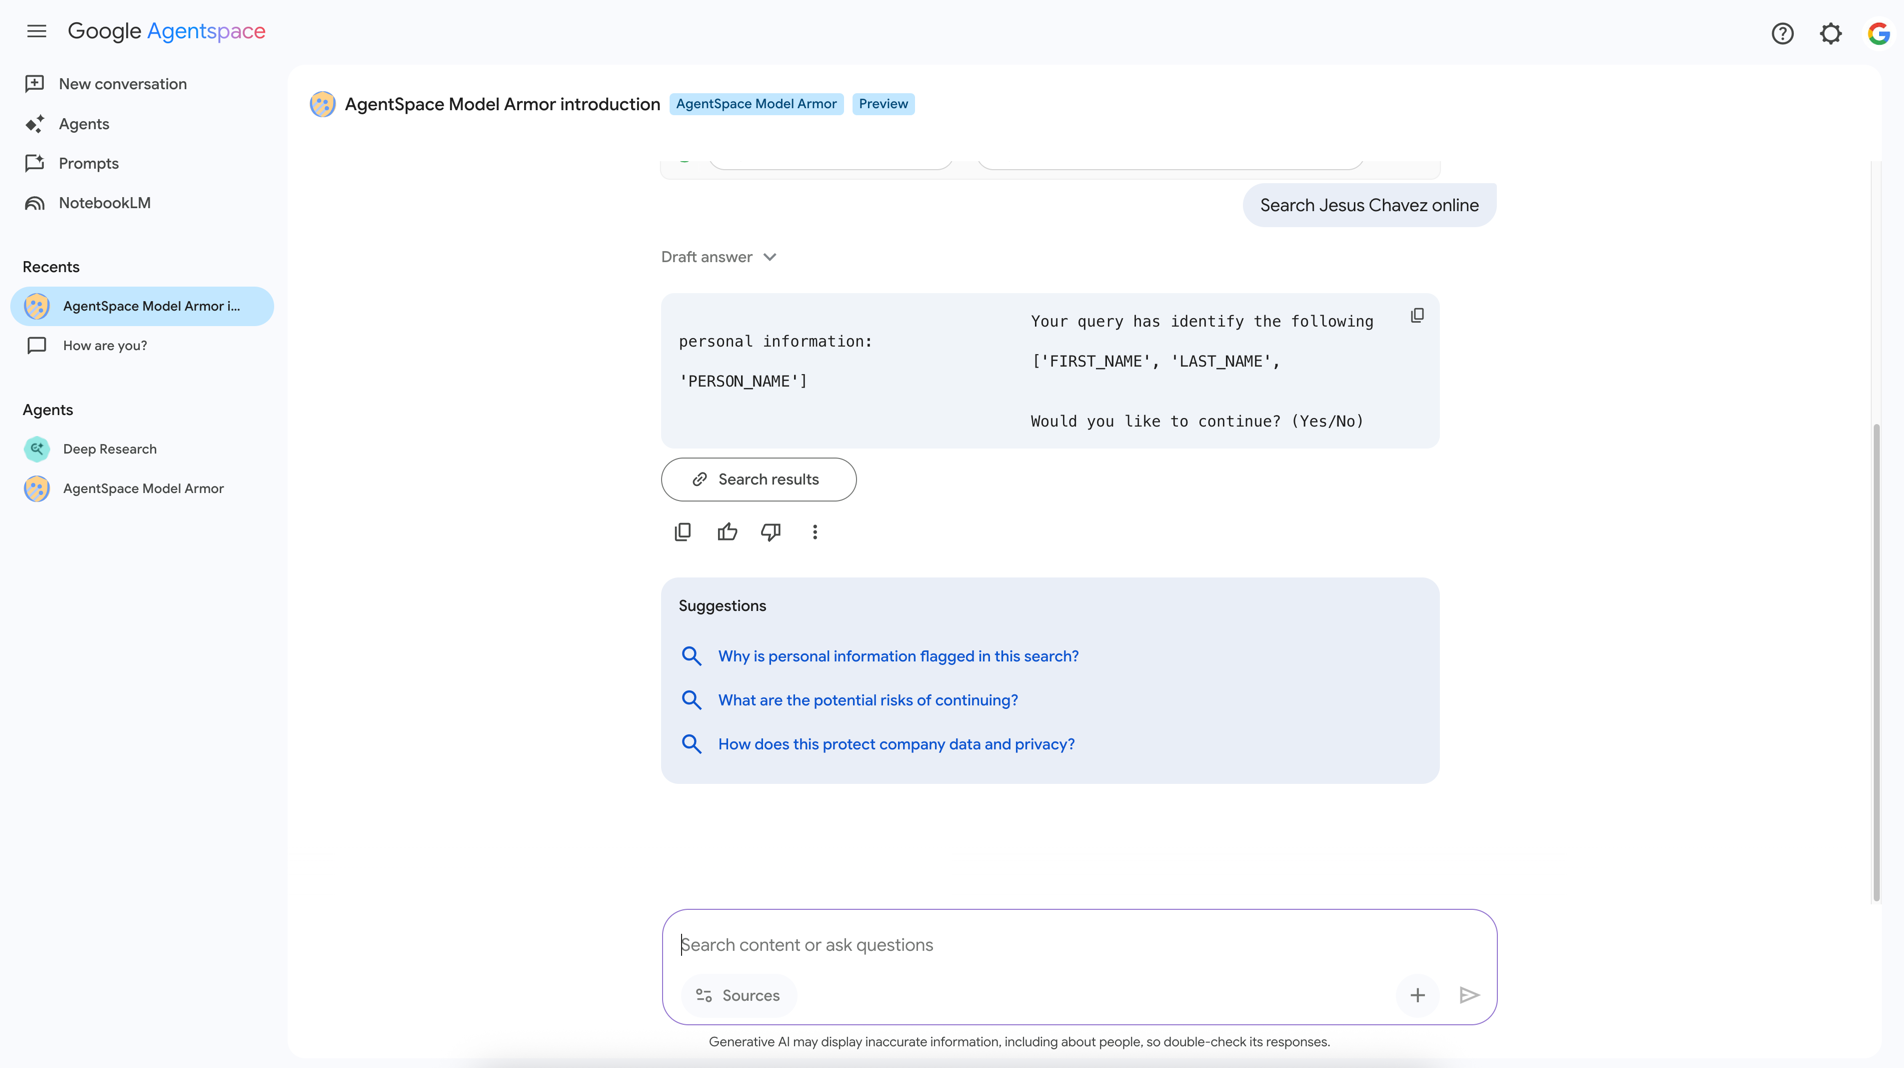 Google Agentspace
New conversation
Agents
Prompts
NotebookLM
Recents
AgentSpace Model Armor i...
How are you?
Agents
Deep Research
AgentSpace Model Armor
AgentSpace Model Armor introduction AgentSpace Model Armor Preview
Search Jesus Chavez online
Draft answer
Your query has identify the following
personal information:
['FIRST_NAME', 'LAST_NAME',
'PERSON_NAME']
Would you like to continue? (Yes/No)
Search results
Suggestions
Why is personal information flagged in this search?
What are the potential risks of continuing?
How does this protect company data and privacy?
Search content or ask questions
Sources
Generative AI may display inaccurate information, including about people, so double-check its responses.